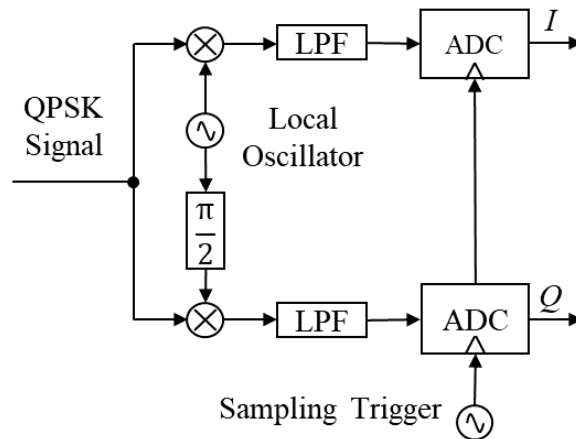 LPF
ADC
I
QPSK
Signal
Local
Oscillator
π
2
LPF
ADC
Q
Sampling Trigger